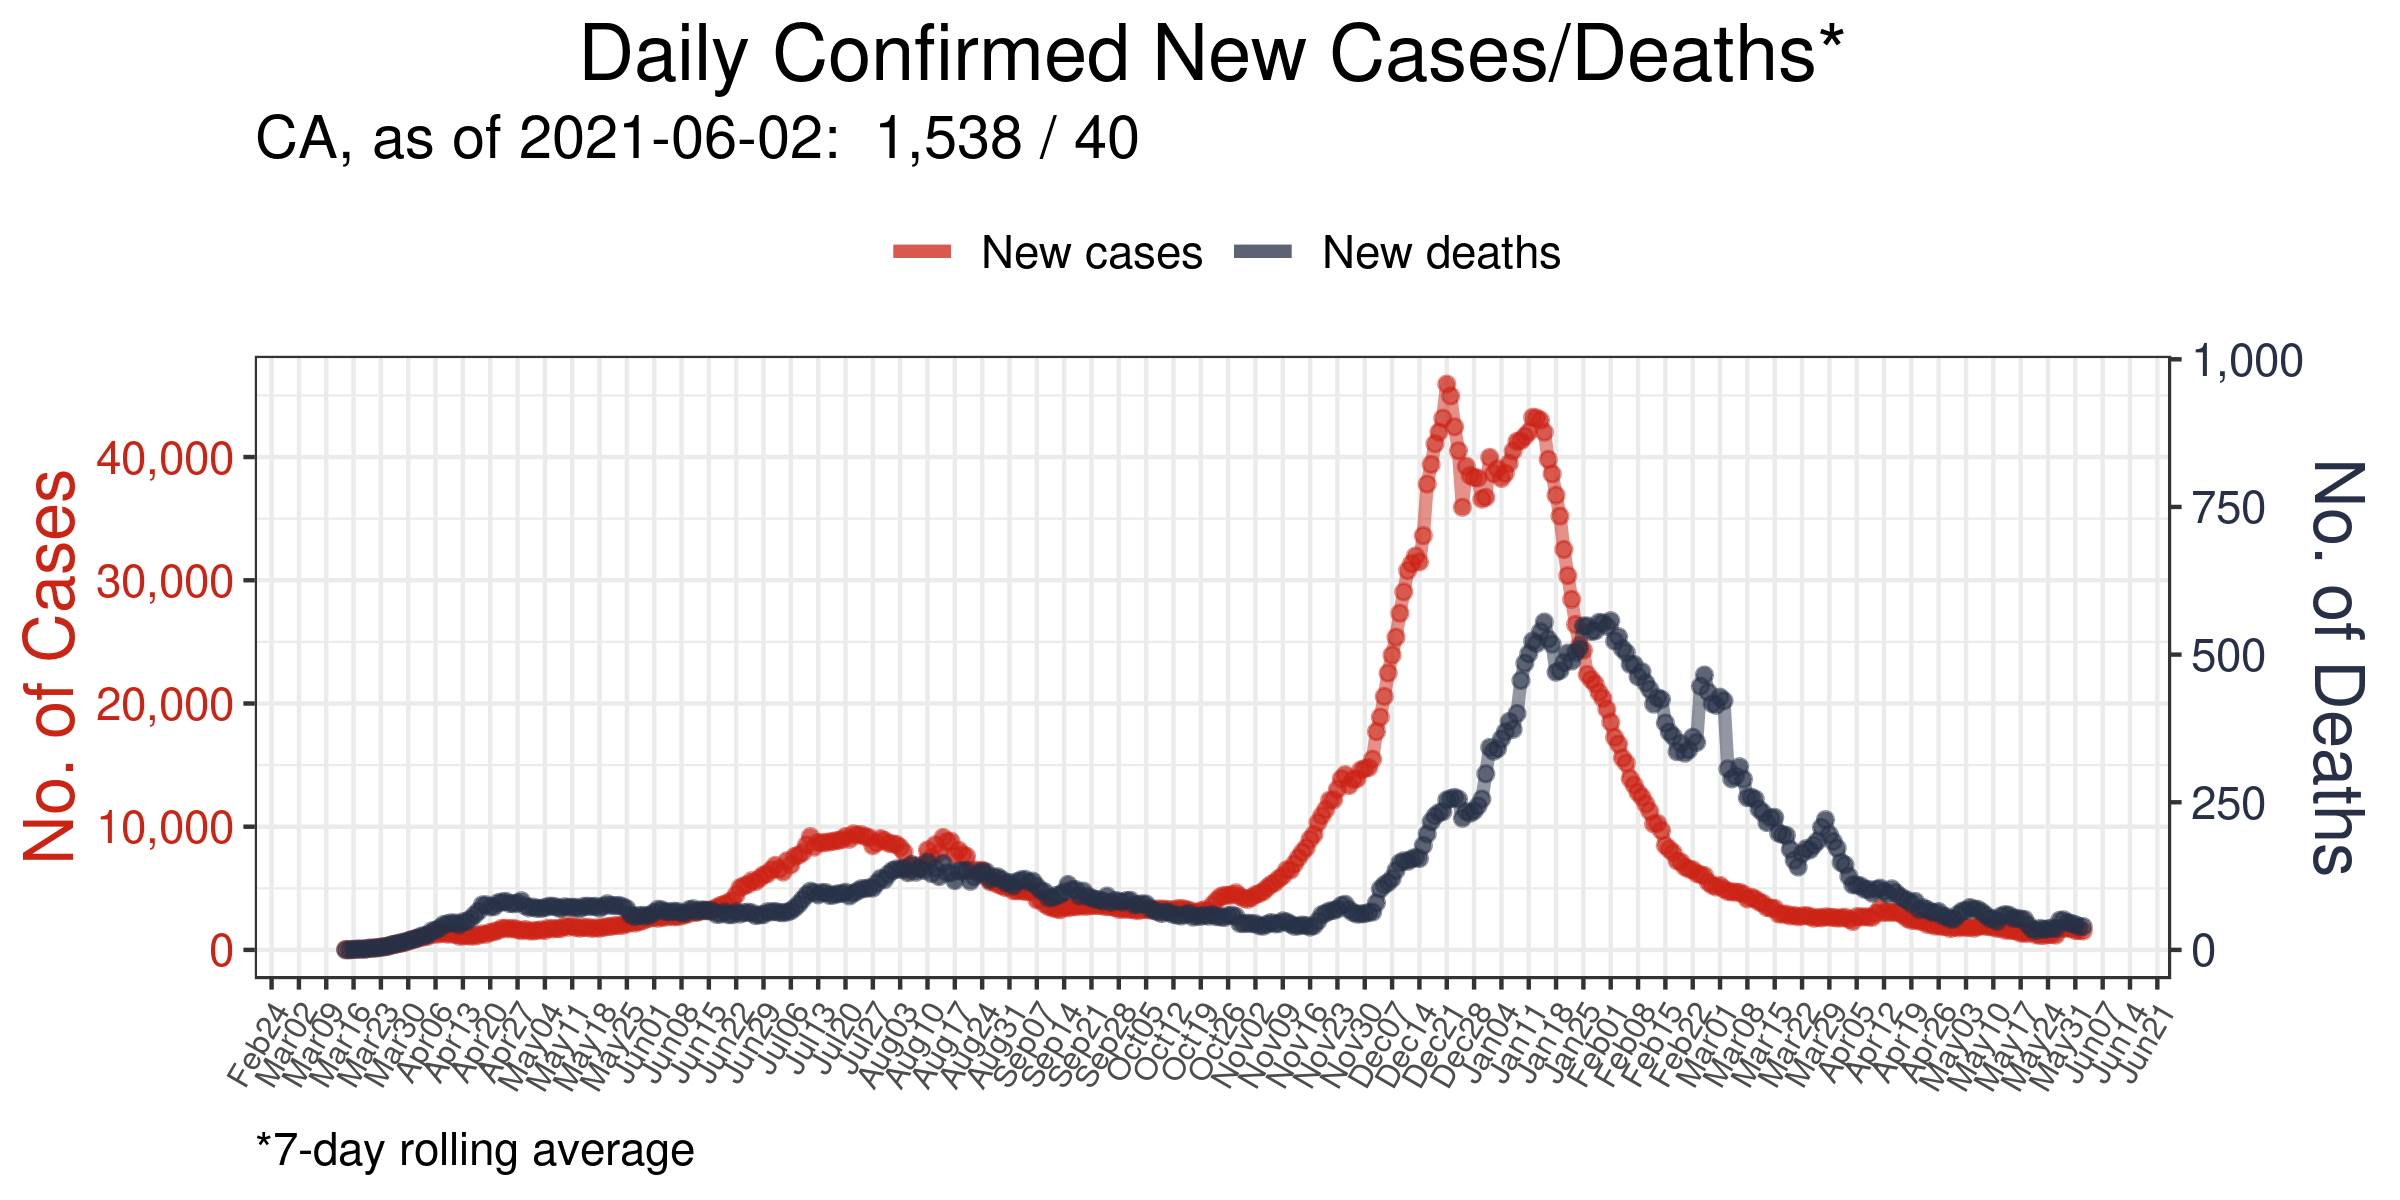 Daily Confirmed New Cases/Deaths*
CA, as of 2021-06-02:  1,538 / 40
New cases
New deaths
No. of Cases
40,000
30,000
20,000
10,000
0
1,000
750
500
250
0
No. of Deaths
Feb24
Mar02
Mar09
Mar16
Mar23
Mar30
Apr06
Apr13
Apr20
Apr27
May04
May11
May18
May25
Jun01
Jun08
Jun15
Jun22
Jun29
Jul06
Jul13
Jul20
Jul27
Aug03
Aug10
Aug17
Aug24
Aug31
Sep07
Sep14
Sep21
Sep28
Oct05
Oct12
Oct19
Oct26
Nov02
Nov09
Nov16
Nov23
Nov30
Dec07
Dec14
Dec21
Dec28
Jan04
Jan11
Jan18
Jan25
Feb01
Feb08
Feb15
Feb22
Mar01
Mar08
Mar15
Mar22
Mar29
Apr05
Apr12
Apr19
Apr26
May03
May10
May17
May24
May31
Jun07
Jun14
Jun21
*7-day rolling average